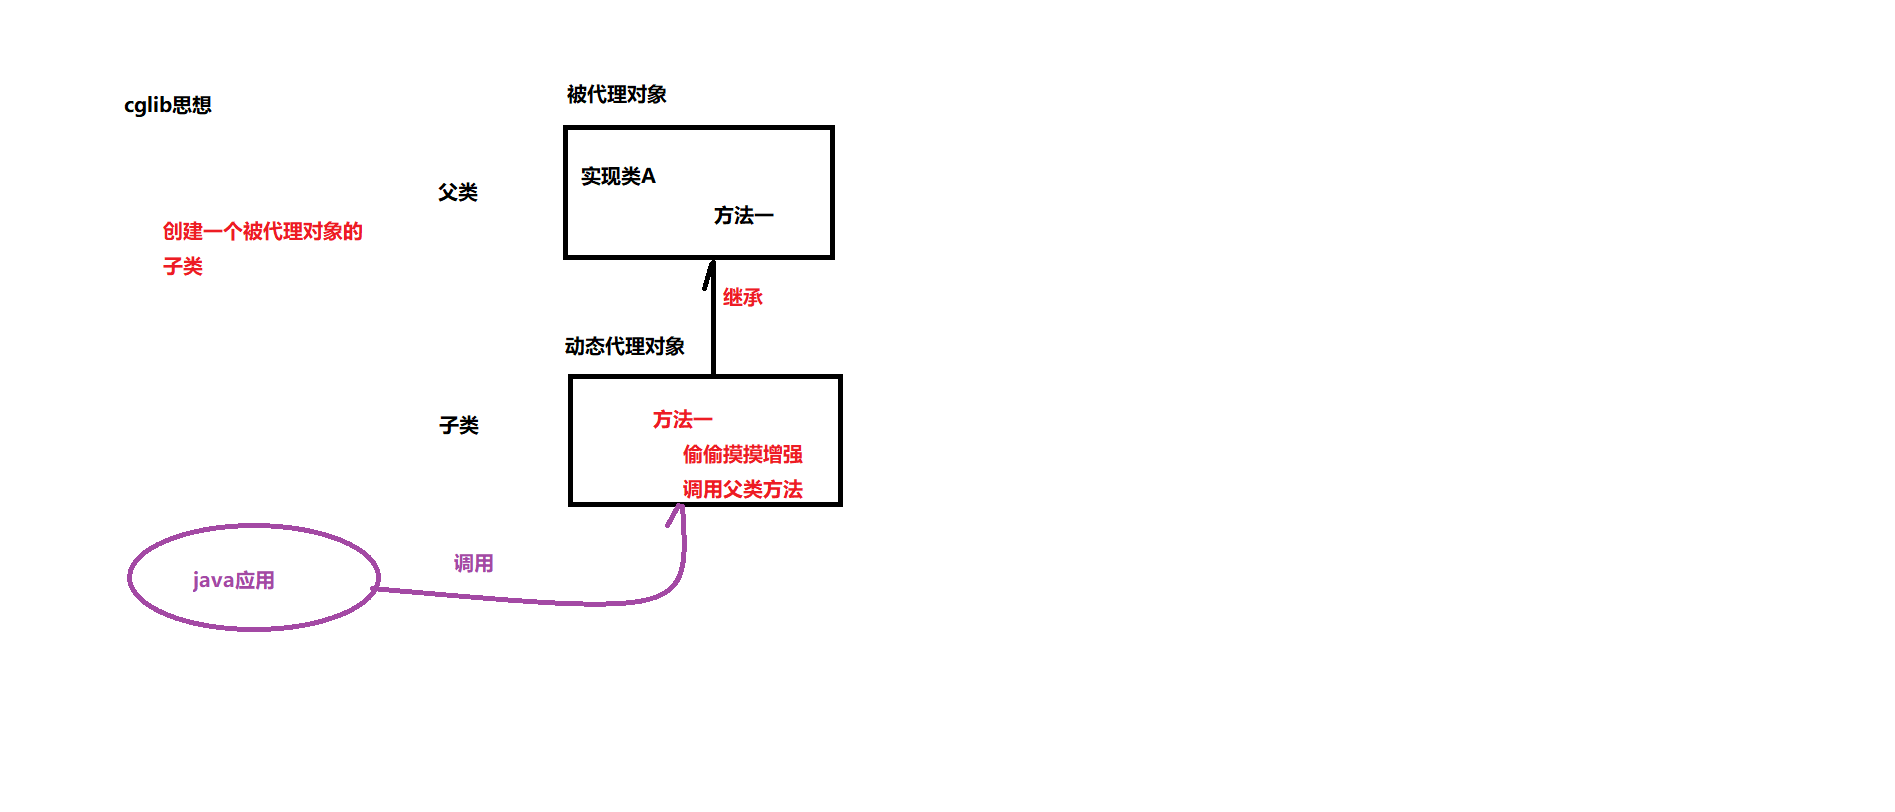 cglib思想
被代理对象
实现类A
父类
方法一
创建一个被代理对象的
子类
继承
动态代理对象
子类
方法一
偷偷摸摸增强
调用父类方法
调用
java应用